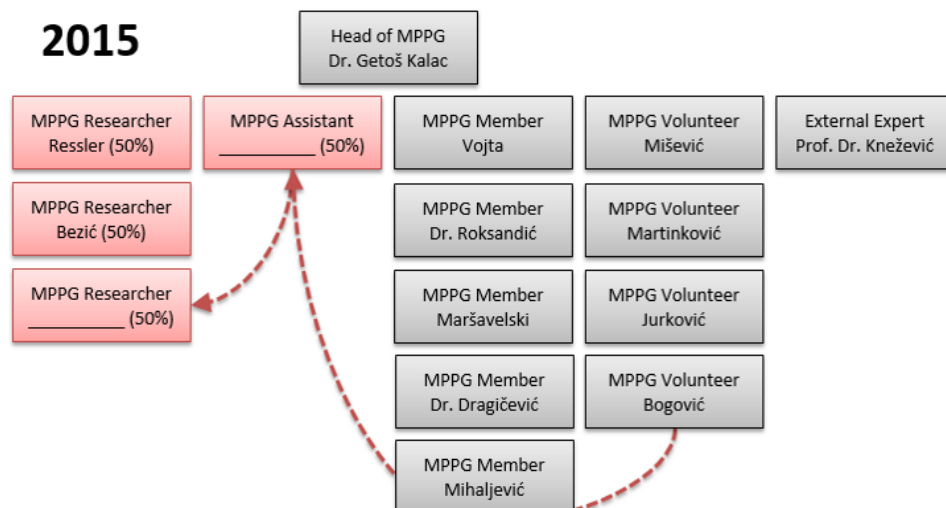 2015
Head of MPPG
Dr. Getoš Kalac
MPPG Researcher
Ressler (50%)
MPPG Assistant
__________ (50%)
MPPG Member
Vojta
MPPG Volunteer
Mišević
External Expert
Prof. Dr. Knežević
MPPG Researcher
Bezić (50%)
MPPG Member
Dr. Roksandić
MPPG Volunteer
Martinković
MPPG Researcher
__________ (50%)
MPPG Member
Maršavelski
MPPG Volunteer
Jurković
MPPG Member
Dr. Dragičević
MPPG Volunteer
Bogović
MPPG Member
Mihaljević